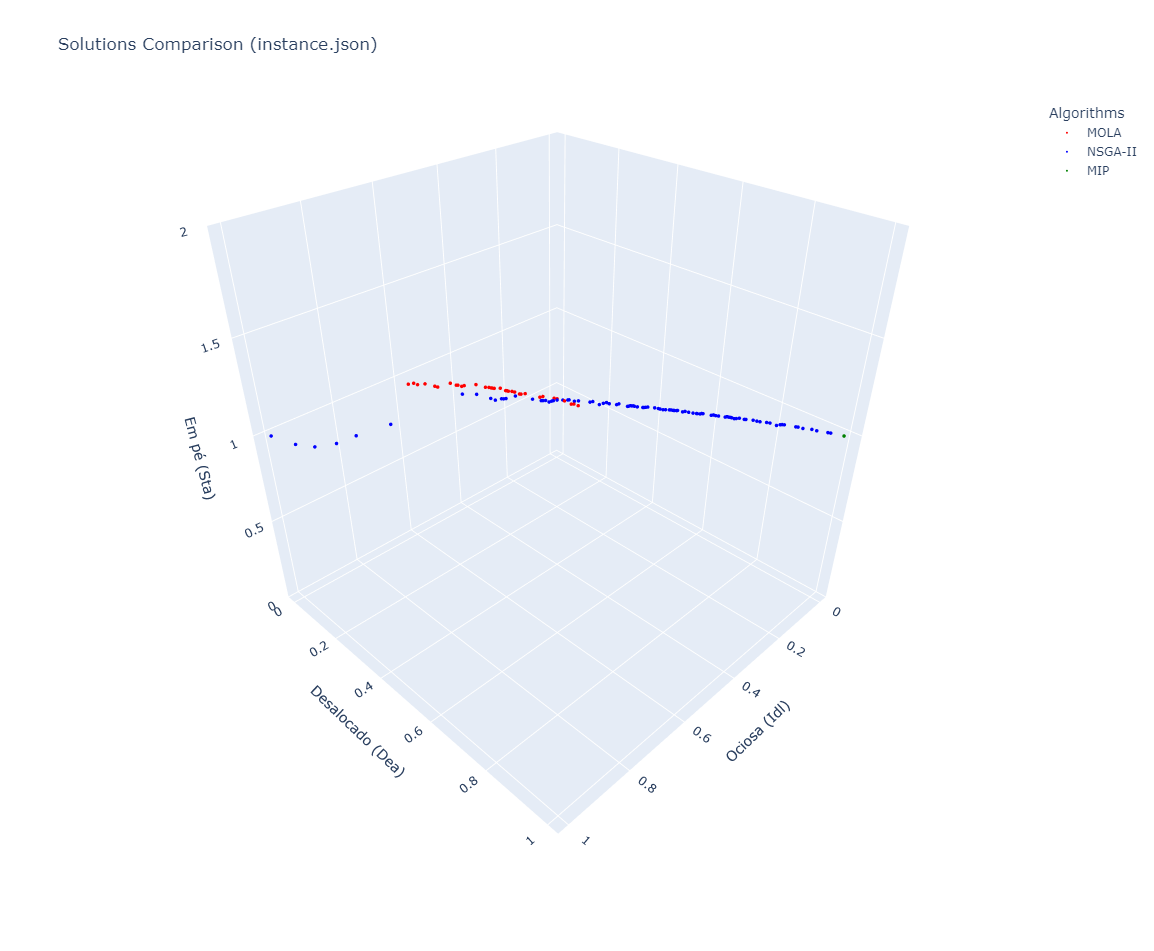 Solutions Comparison (instance.json)
Algorithms
MOLA
NSGA-II
MIP
2
1.5
1
0.5
0
Em pé (Sta)
0
0.2
0.4
0.6
0.8
1
Desalocado (Dea)
0
0.2
0.4
0.6
0.8
1
Ociosa (Idl)